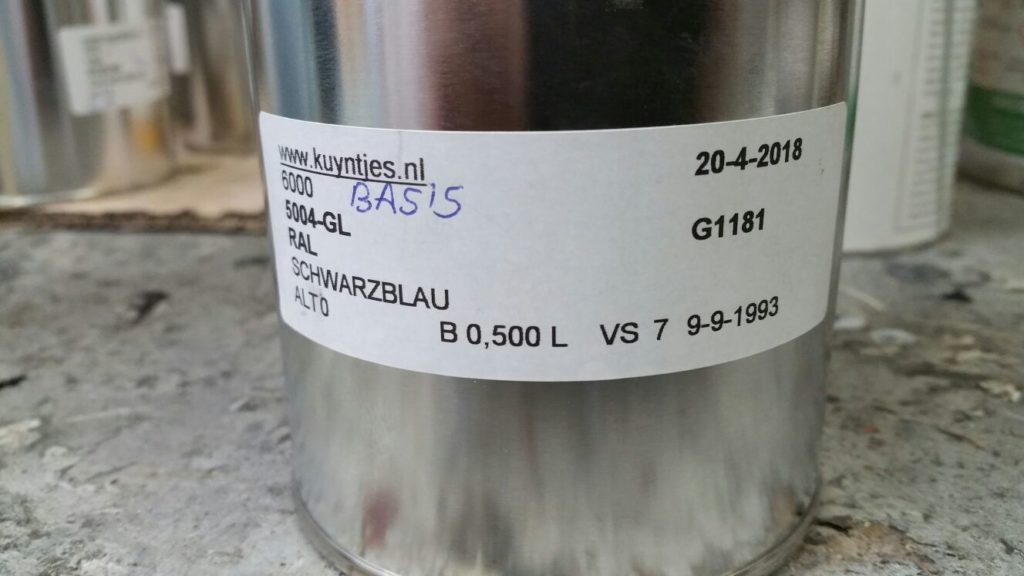 www.kuyntjes.nl 20-4-2018
6000 BASIS
5004-GL G1181
RAL
SCHWARZBLAU
ALTO
B 0,500 L VS 7 9-9-1993